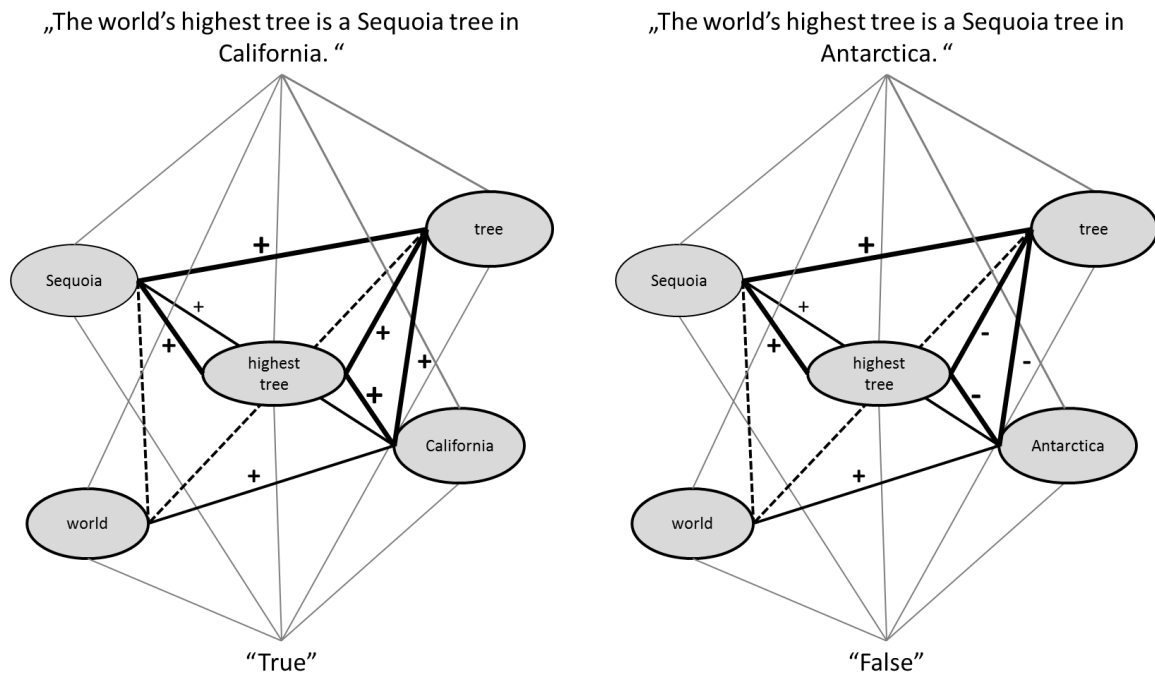 „The world’s highest tree is a Sequoia tree in
California. “
tree
+
Sequoia
+
+
+
+
highest
tree
+
California
+
world
“True”
„The world’s highest tree is a Sequoia tree in
Antarctica. “
tree
+
Sequoia
+
-
+
-
highest
tree
-
Antarctica
+
world
“False”